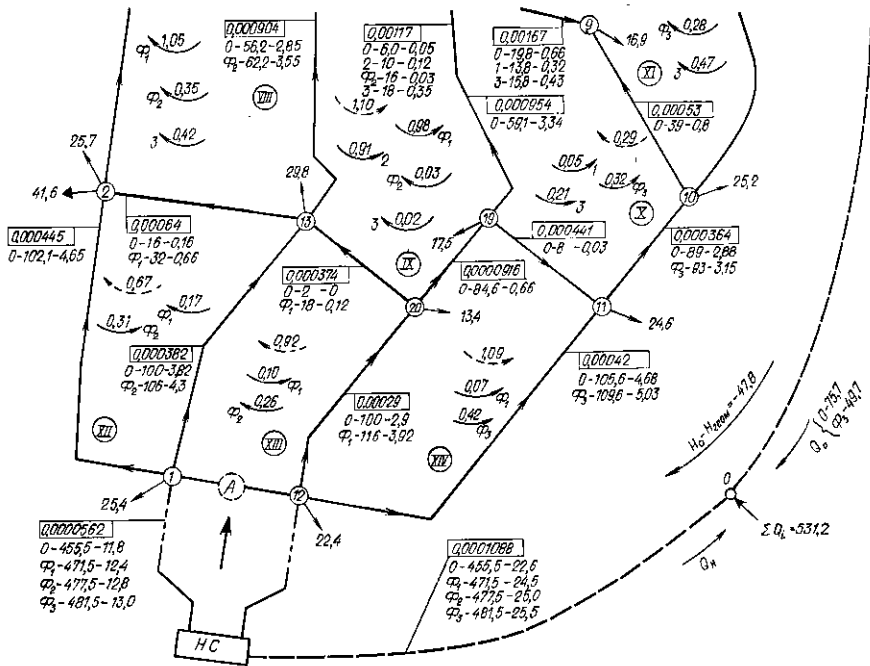 0,000904
0-56,2-2,85
Ф₂-62,2-3,55
1,05
Ф₁
0,35
Ф₂
0,42
3
VIII
0,00117
0-6,0-0,05
2-10-0,12
Ф₂-16-0,03
3-18-0,35
1,10
0,98
Ф₁
0,91
2
0,03
Ф₂
0,02
3
IX
0,00167
0-19,8-0,66
1-13,8-0,32
3-15,8-0,43
0,000954
0-59,1-3,34
9
16,9
Ф₃
0,28
0,47
3
XI
0,00053
0-39-0,8
0,29
0,05
1
0,32
Ф₃
0,21
3
X
10
25,2
25,7
41,6
2
29,8
13
17,5
19
0,000445
0-102,1-4,65
0,00064
0-16-0,16
Ф₁-32-0,66
0,000441
0-8-0,03
0,000364
0-89-2,88
Ф₃-93-3,15
0,000374
0-2-0
Ф₁-18-0,12
0,0000916
0-84,6-0,66
0,67
0,17
Ф₁
0,31
Ф₂
20
13,4
11
24,6
0,000382
0-100-3,82
Ф₂-106-4,3
0,92
0,10
Ф₁
0,26
Ф₂
1,09
0,07
Ф₁
0,42
Ф₃
0,00042
0-105,6-4,68
Ф₃-109,6-5,03
0,00029
0-100-2,9
Ф₁-116-3,92
XII
XIII
XIV
H₀-Hгеом=-47,8
Q₀ { 0-75,7
Ф₃-49,7
1
A
12
25,4
22,4
0
ΣQᵢ=531,2
Qн
0,0000562
0-455,5-11,8
Ф₁-471,5-12,4
Ф₂-477,5-12,8
Ф₃-481,5-13,0
0,0001088
0-455,5-22,6
Ф₁-471,5-24,5
Ф₂-477,5-25,0
Ф₃-481,5-25,5
НС